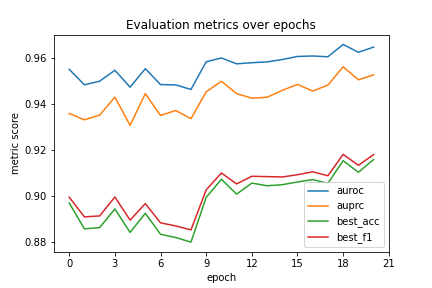 Evaluation metrics over epochs
metric score
0.96
0.94
0.92
0.90
0.88
auroc
auprc
best_acc
best_f1
0 3 6 9 12 15 18 21
epoch